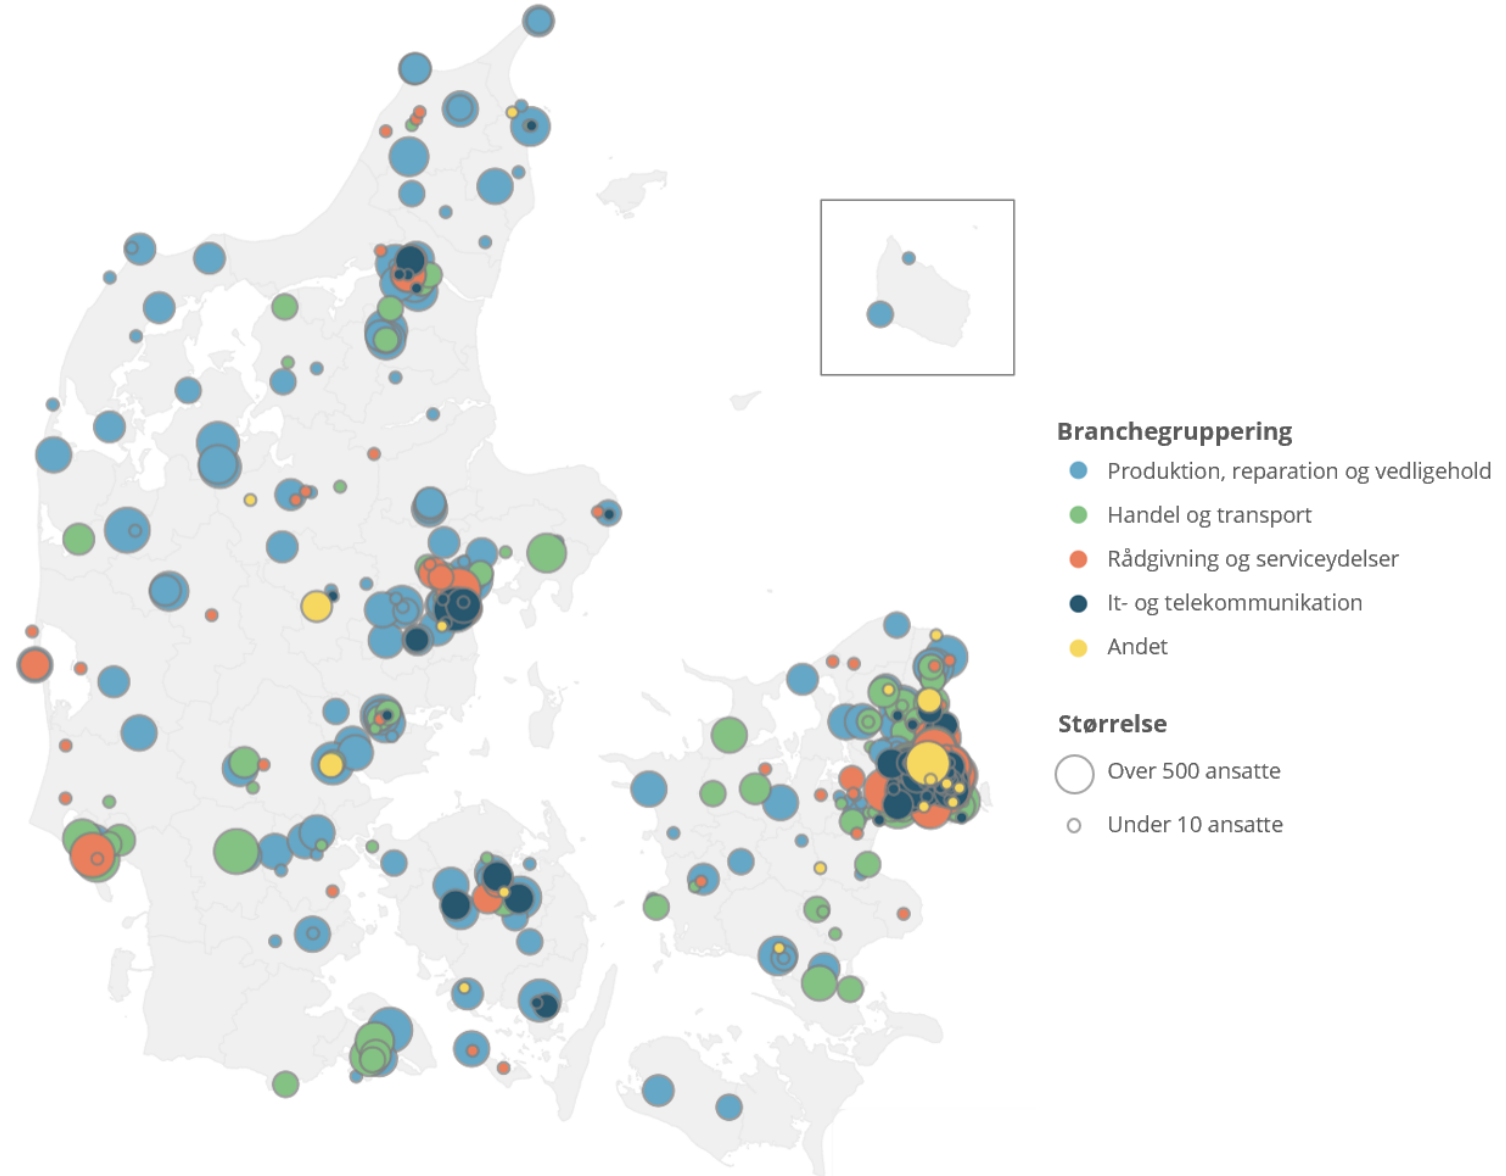 Branchegruppering
Produktion, reparation og vedligehold
Handel og transport
Rådgivning og serviceydelser
It- og telekommunikation
Andet
Størrelse
Over 500 ansatte
Under 10 ansatte